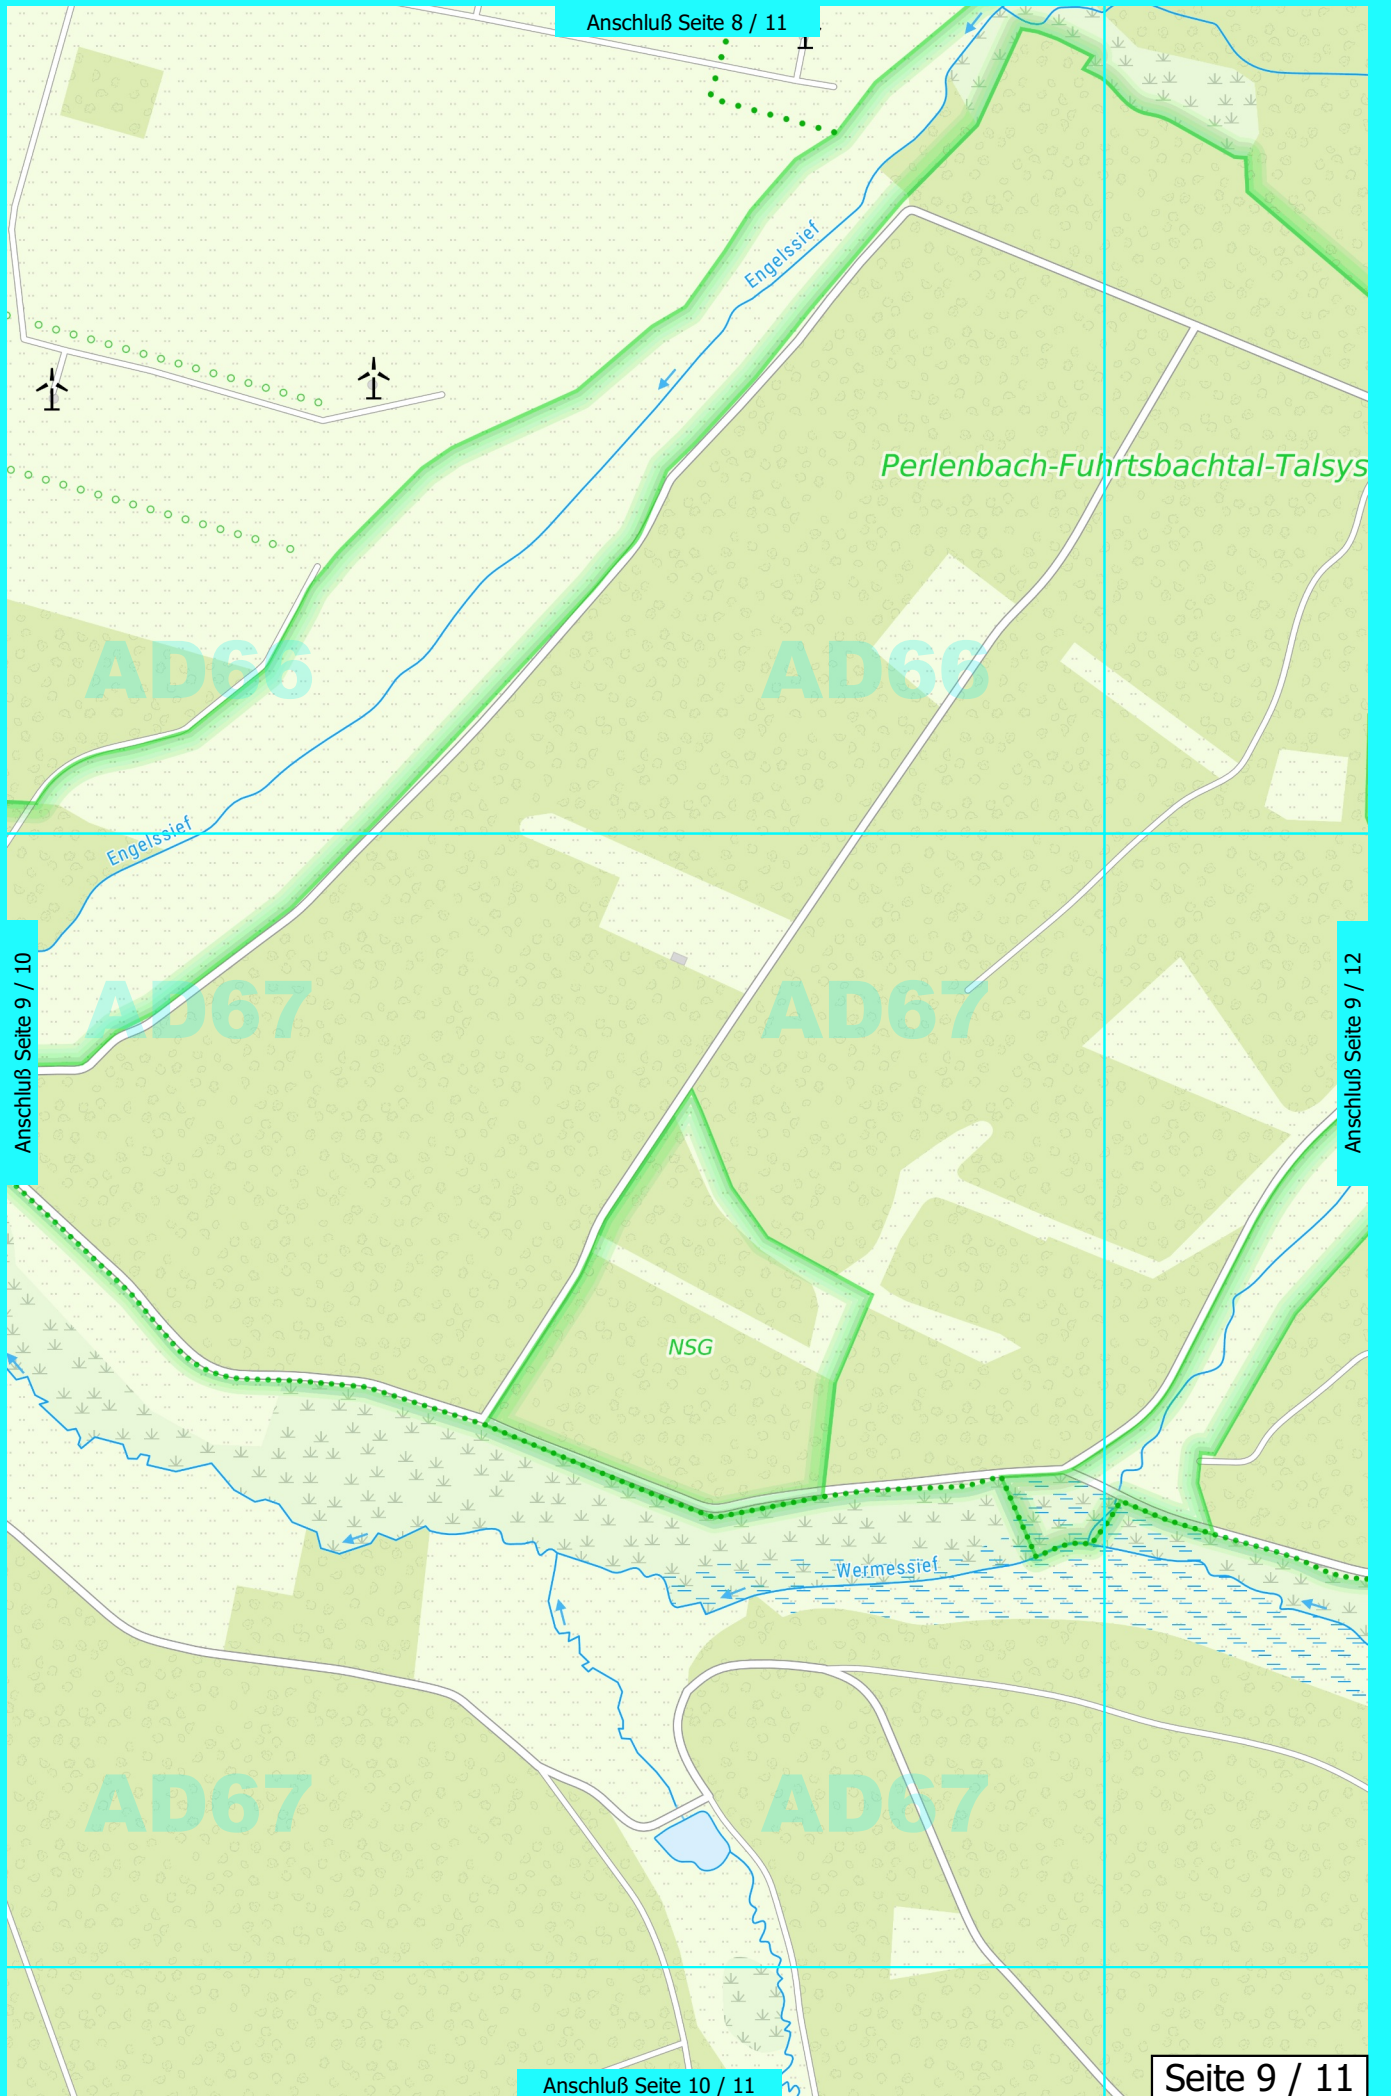 Anschluß Seite 8 / 11
Engelssief
Perlenbach-Fuhrtsbachtal-Talsys
AD66
AD66
Engelssief
Anschluß Seite 9 / 10
Anschluß Seite 9 / 12
AD67
AD67
NSG
Wermessief
AD67
AD67
Anschluß Seite 10 / 11
Seite 9 / 11